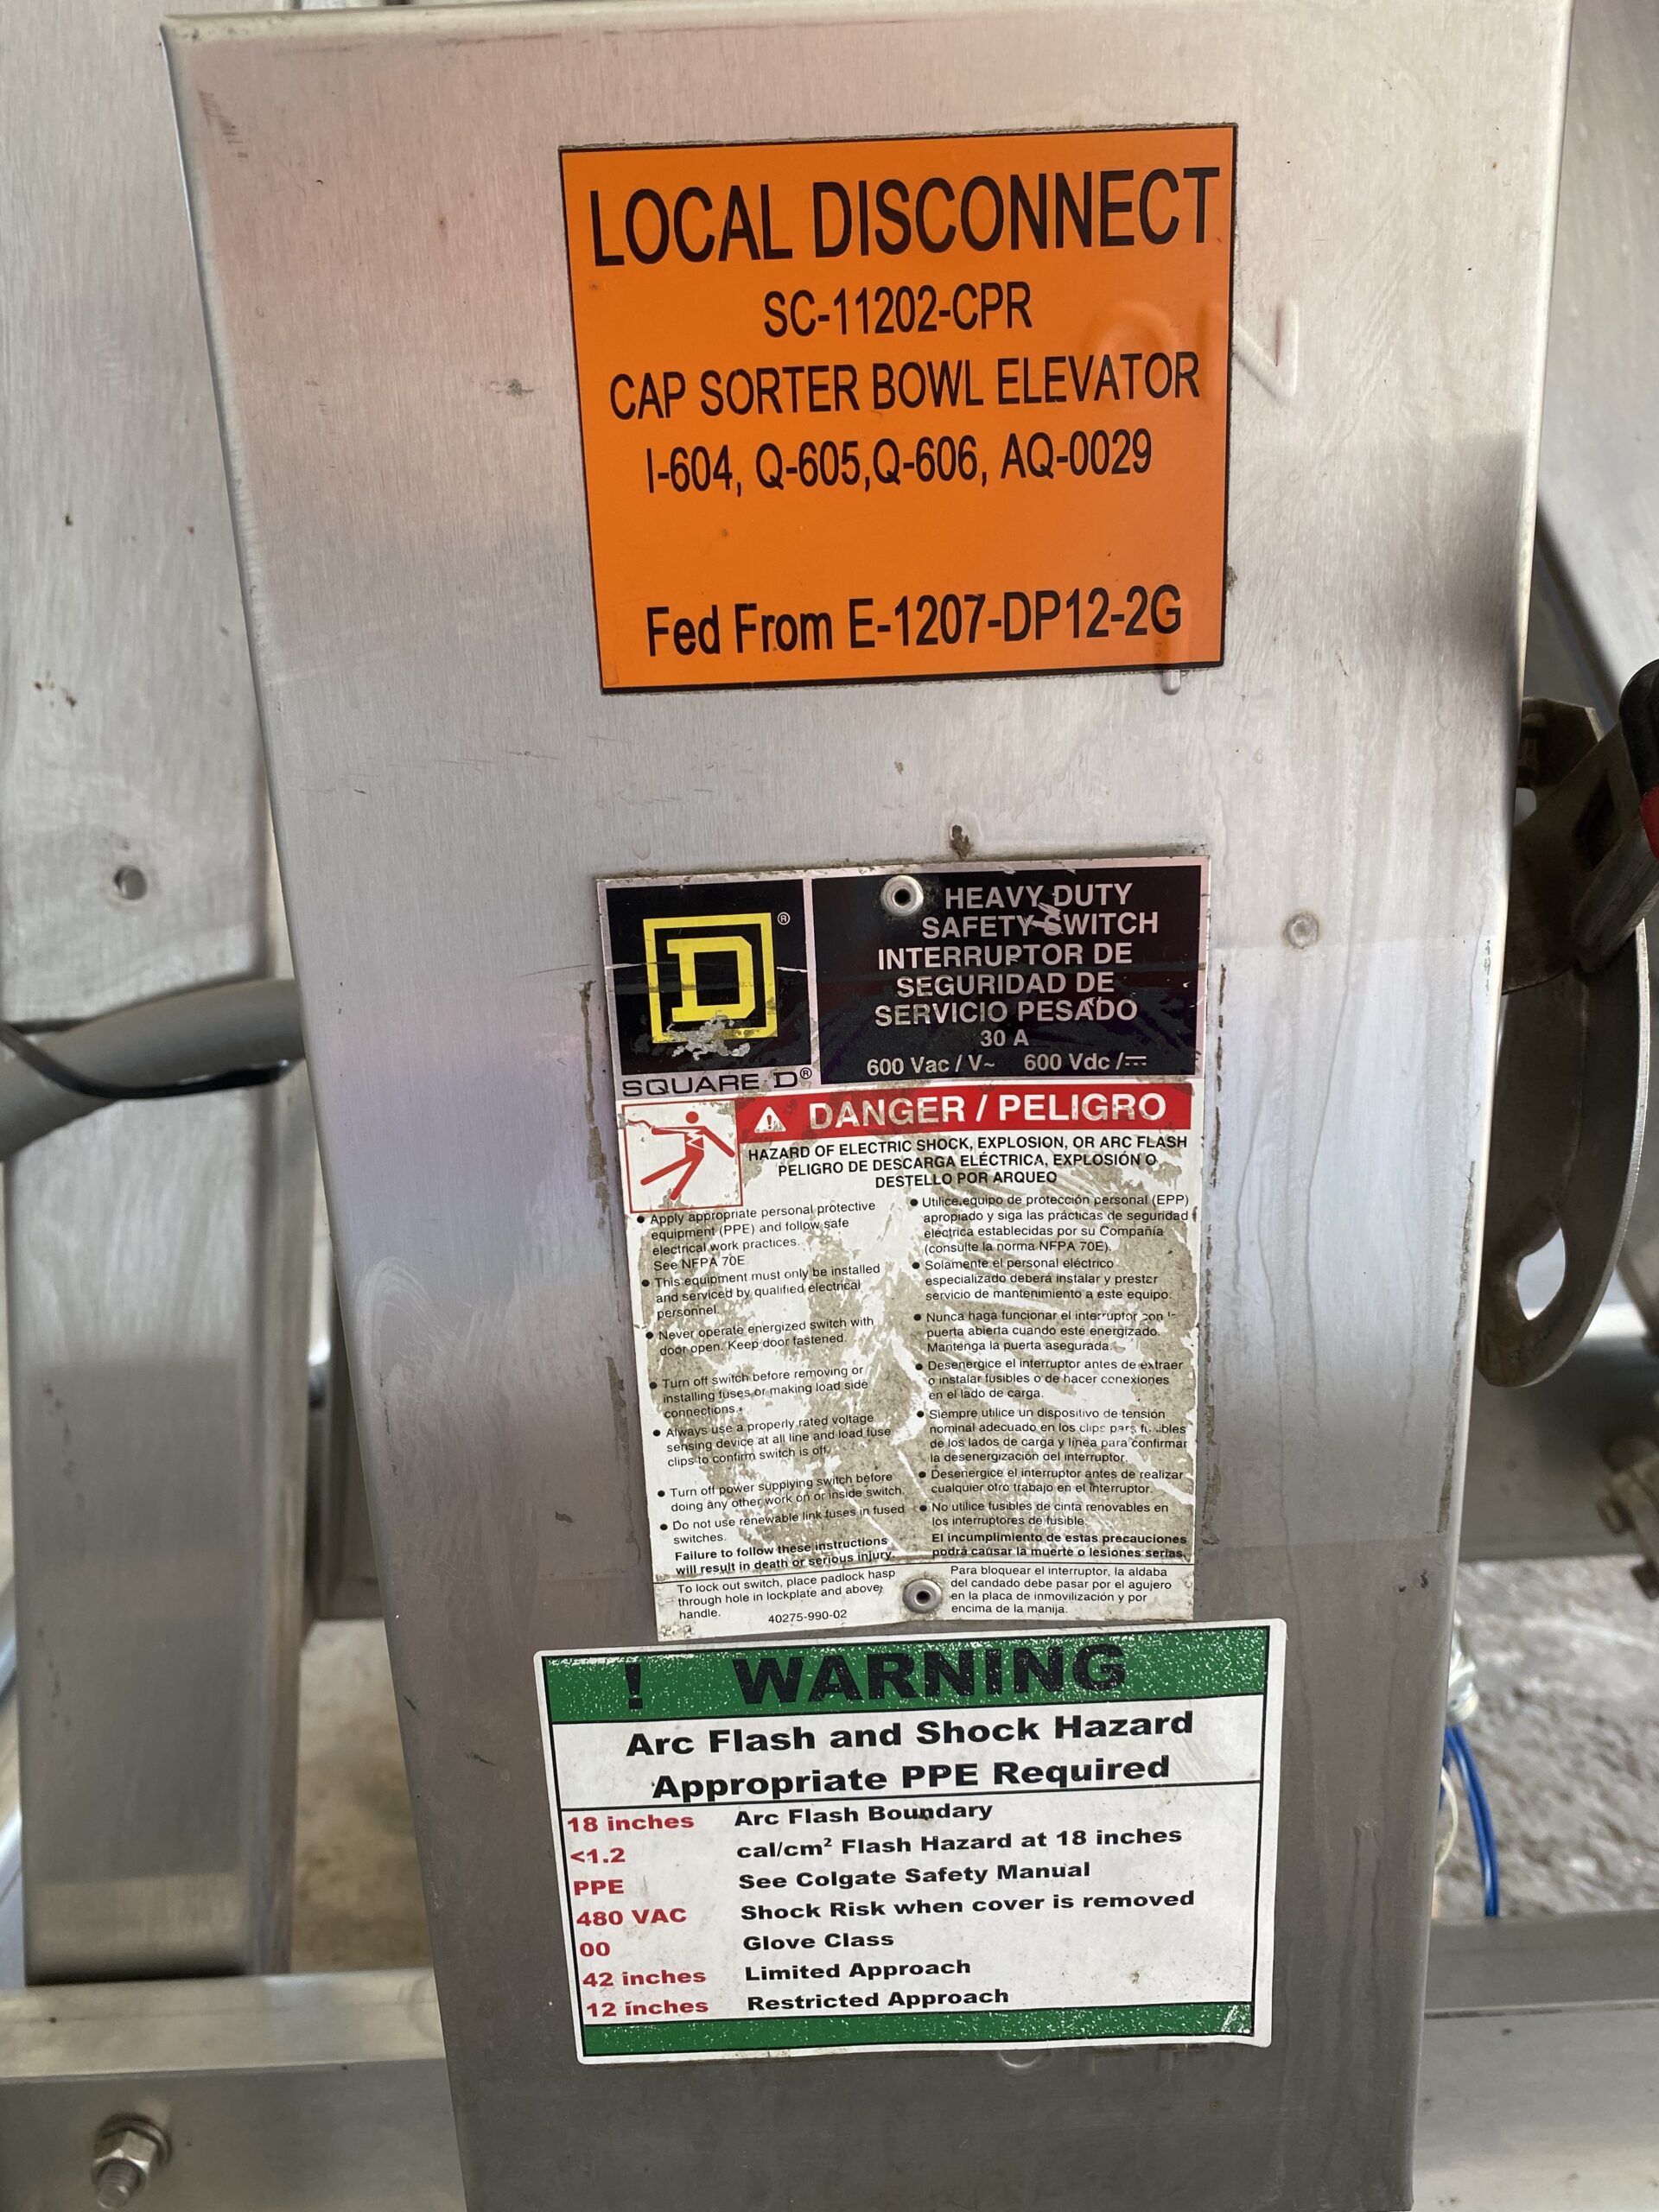 LOCAL DISCONNECT
SC-11202-CPR
CAP SORTER BOWL ELEVATOR
I-604, Q-605,Q-606, AQ-0029
Fed From E-1207-DP12-2G
ON
D
®
SQUARE D®
HEAVY DUTY
SAFETY SWITCH
INTERRUPTOR DE
SEGURIDAD DE
SERVICIO PESADO
30 A
600 Vac / V~ 600 Vdc / ⎓
DANGER / PELIGRO
HAZARD OF ELECTRIC SHOCK, EXPLOSION, OR ARC FLASH
PELIGRO DE DESCARGA ELÉCTRICA, EXPLOSIÓN O
DESTELLO POR ARQUEO
● Apply appropriate personal protective
equipment (PPE) and follow safe
electrical work practices.
See NFPA 70E
● This equipment must only be installed
and serviced by qualified electrical
personnel.
● Never operate energized switch with
door open. Keep door fastened.
● Turn off switch before removing or
installing fuses or making load side
connections.
● Always use a properly rated voltage
sensing device at all line and load fuse
clips to confirm switch is off.
● Turn off power supplying switch before
doing any other work on or inside switch.
● Do not use renewable link fuses in fused
switches.
Failure to follow these instructions
will result in death or serious injury.
● Utilice equipo de protección personal (EPP)
apropiado y siga las prácticas de seguridad
eléctrica establecidas por su Compañía
(consulte la norma NFPA 70E).
● Solamente el personal eléctrico
especializado deberá instalar y prestar
servicio de mantenimiento a este equipo.
● Nunca haga funcionar el interruptor con la
puerta abierta cuando este energizado.
Mantenga la puerta asegurada.
● Desenergice el interruptor antes de extraer
o instalar fusibles o de hacer conexiones
en el lado de carga.
● Siempre utilice un dispositivo de tensión
nominal adecuado en los clips para fusibles
de los lados de carga y línea para confirmar
la desenergización del interruptor.
● Desenergice el interruptor antes de realizar
cualquier otro trabajo en el interruptor.
● No utilice fusibles de cinta renovables en
los interruptores de fusible.
El incumplimiento de estas precauciones
podrá causar la muerte o lesiones serias.
To lock out switch, place padlock hasp
through hole in lockplate and above
handle.
40275-990-02
Para bloquear el interruptor, la aldaba
del candado debe pasar por el agujero
en la placa de inmovilización y por
encima de la manija.
! WARNING
Arc Flash and Shock Hazard
Appropriate PPE Required
18 inches Arc Flash Boundary
<1.2 cal/cm² Flash Hazard at 18 inches
PPE See Colgate Safety Manual
480 VAC Shock Risk when cover is removed
00 Glove Class
42 inches Limited Approach
12 inches Restricted Approach